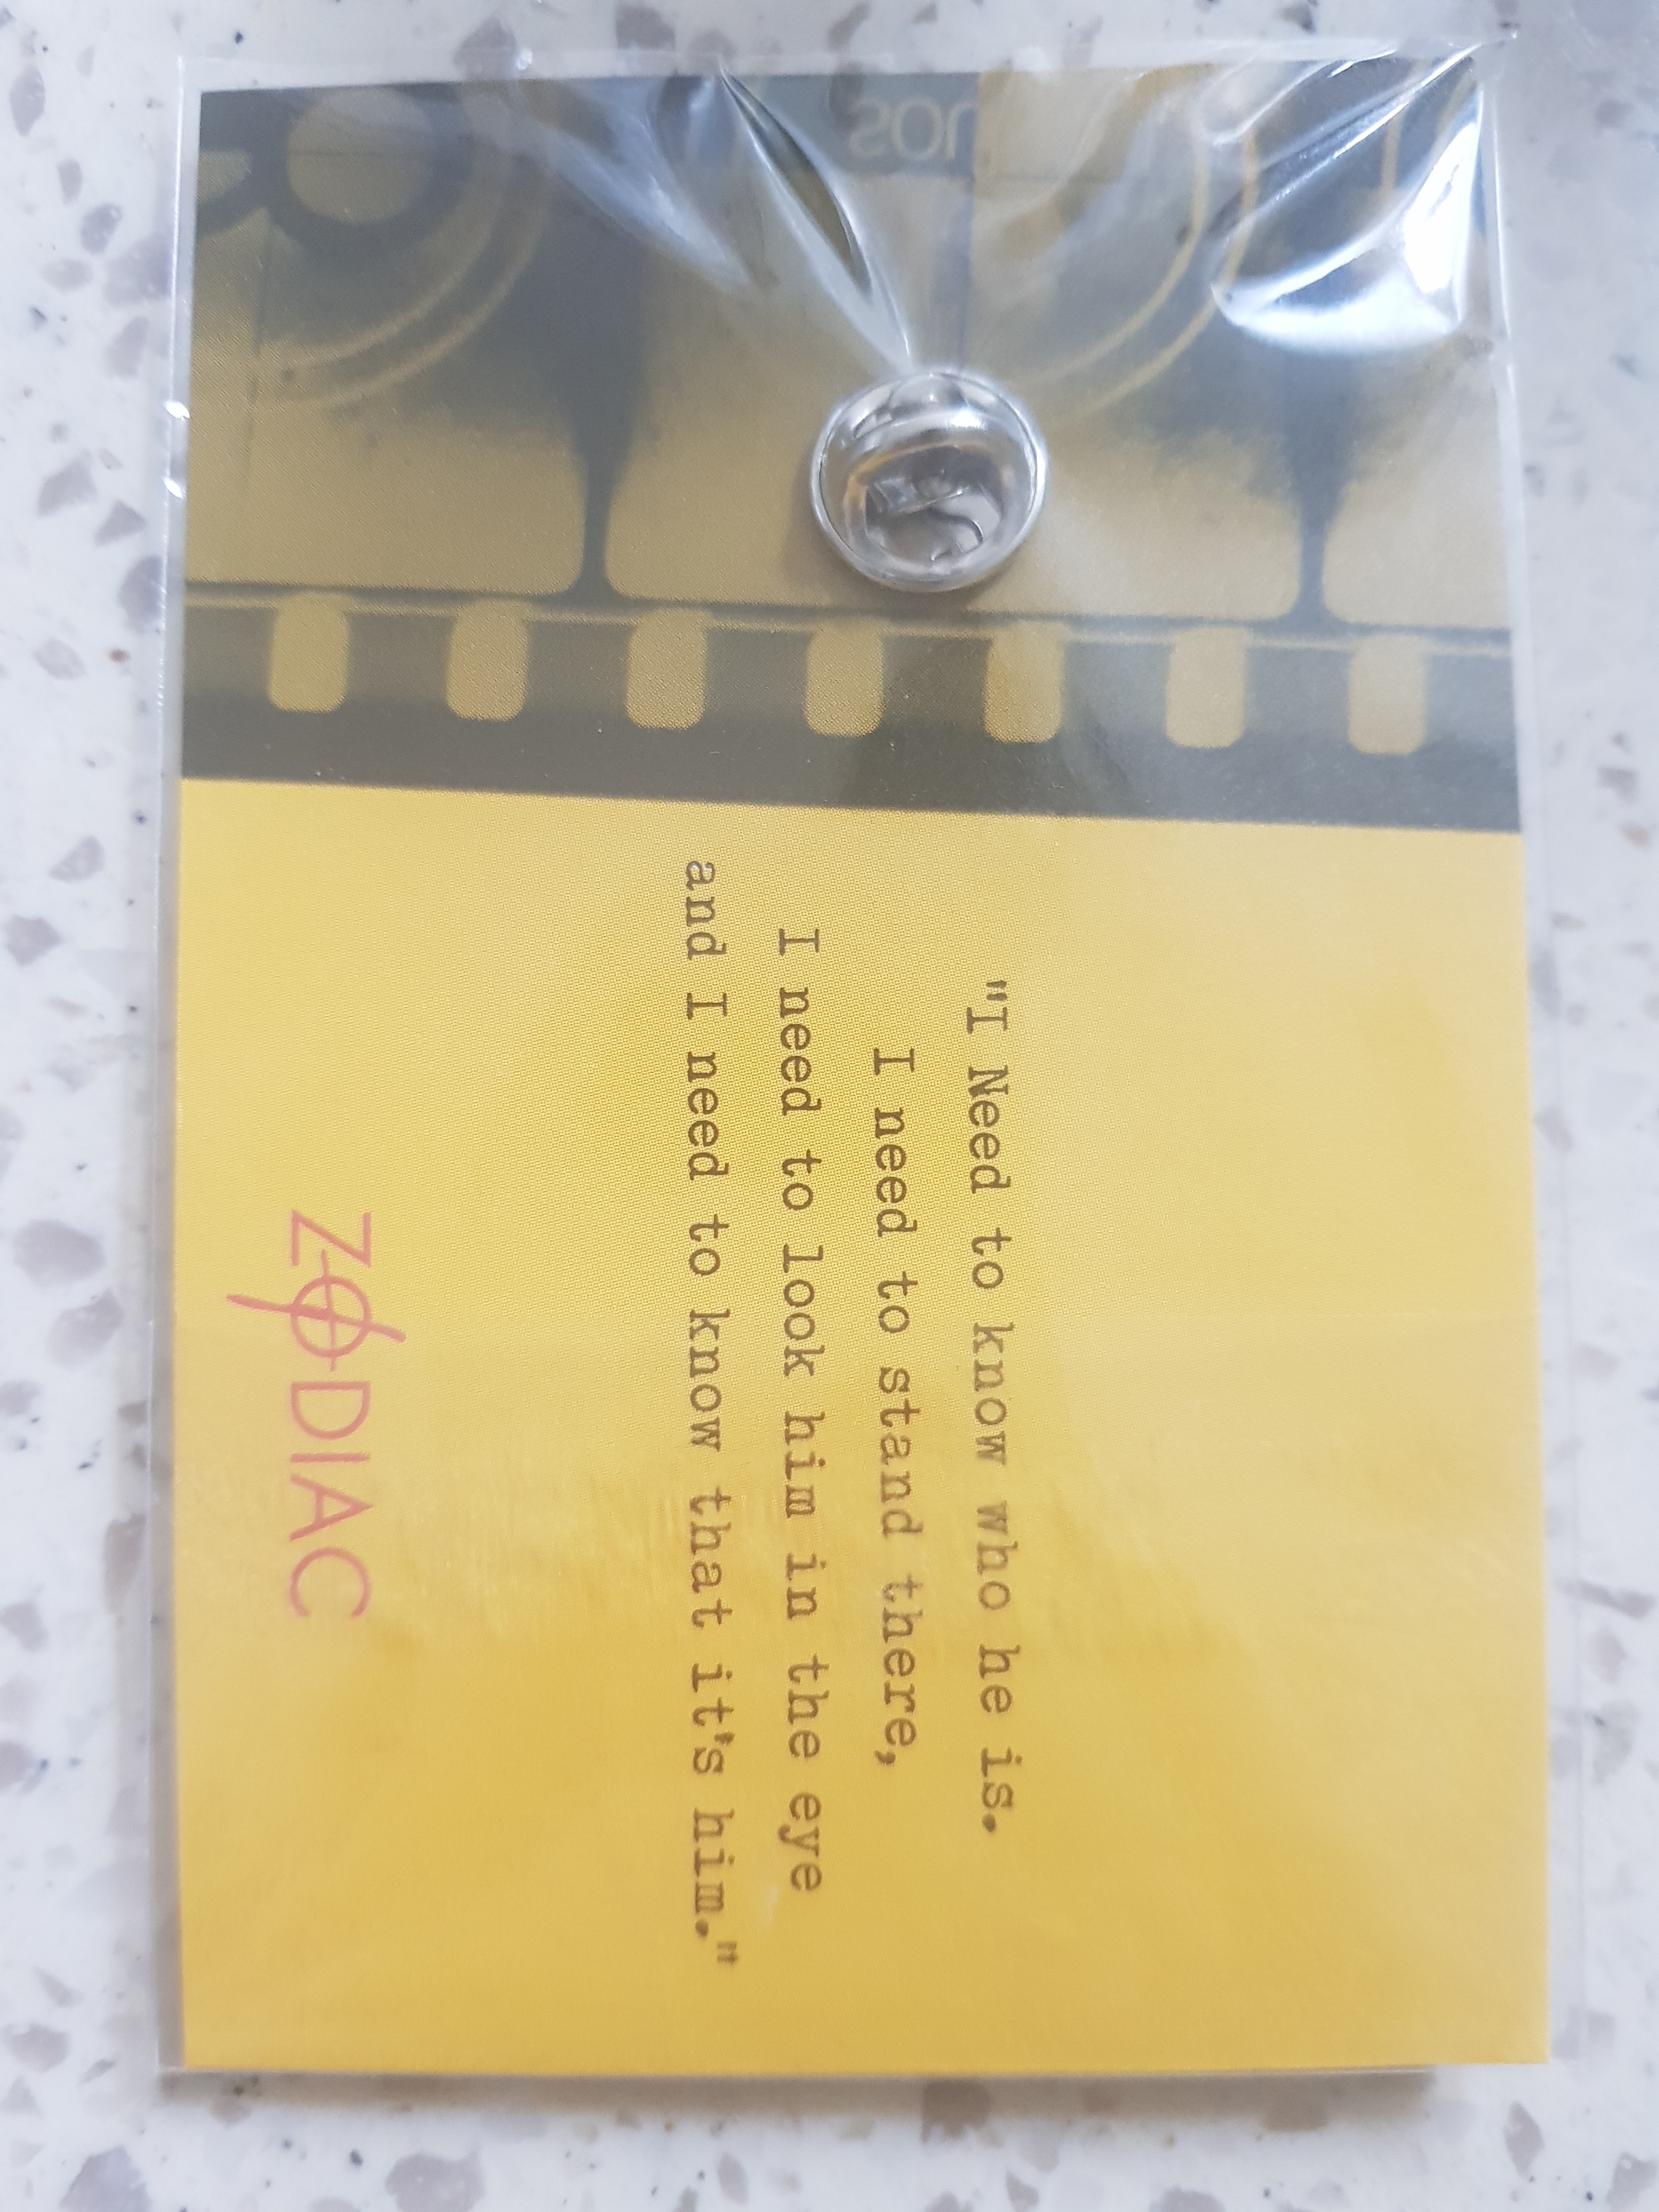 "I Need to know who he is.
I need to stand there,
I need to look him in the eye
and I need to know that it's him."
ZODIAC